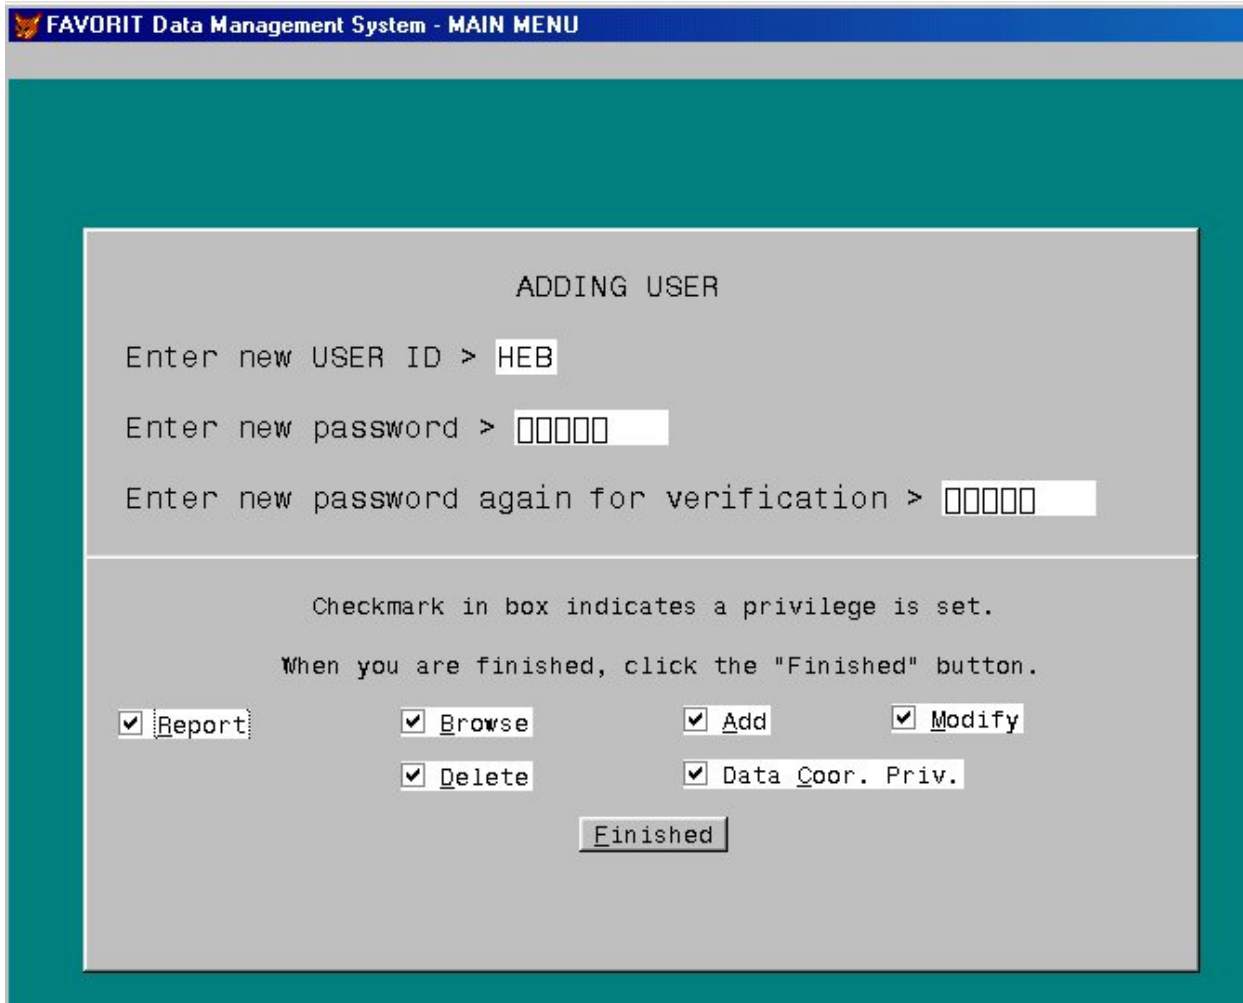 FAVORIT Data Management System - MAIN MENU
ADDING USER
Enter new USER ID > HEB
Enter new password >
Enter new password again for verification >
Checkmark in box indicates a privilege is set.
When you are finished, click the "Finished" button.
Report Browse Add Modify
Delete Data Coor. Priv.
Finished